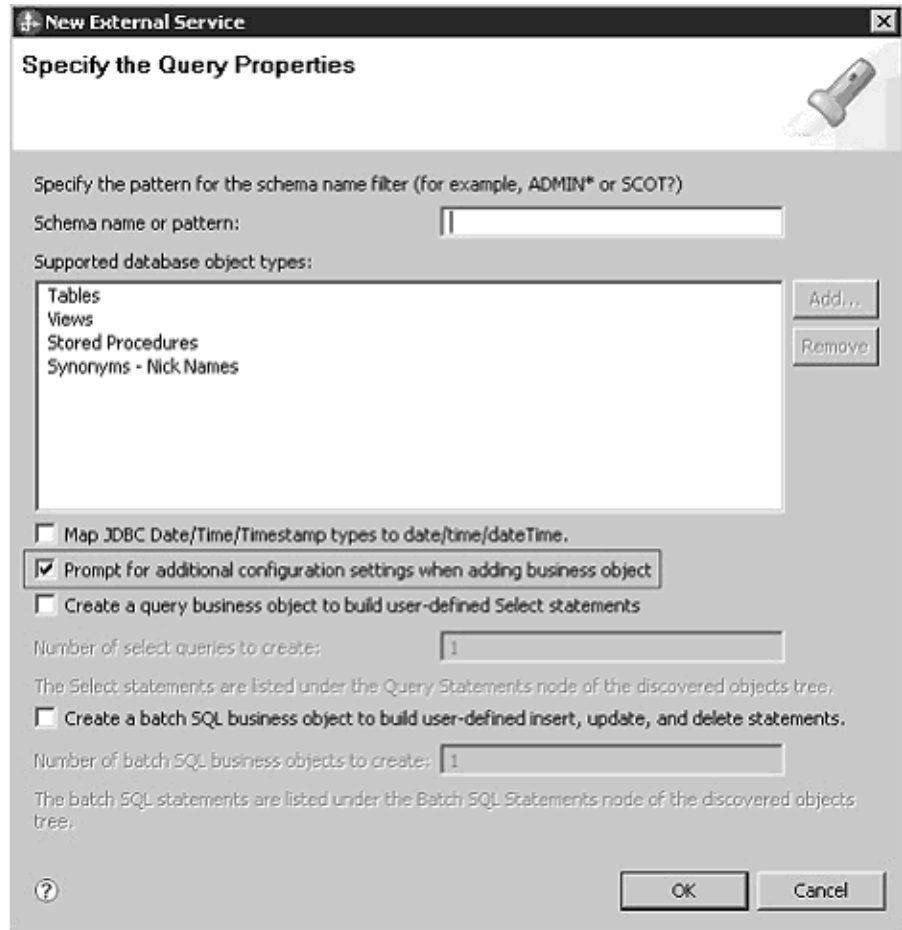 New External Service
Specify the Query Properties
Specify the pattern for the schema name filter (for example, ADMIN* or SCOT?)
Schema name or pattern:
Supported database object types:
Tables
Add...
Views
Stored Procedures
Remove
Synonyms - Nick Names
Map JDBC Date/Time/Timestamp types to date/time/dateTime.
Prompt for additional configuration settings when adding business object
Create a query business object to build user-defined Select statements
Number of select queries to create: 1
The Select statements are listed under the Query Statements node of the discovered objects tree.
Create a batch SQL business object to build user-defined insert, update, and delete statements.
Number of batch SQL business objects to create: 1
The batch SQL statements are listed under the Batch SQL Statements node of the discovered objects
tree.
? OK Cancel